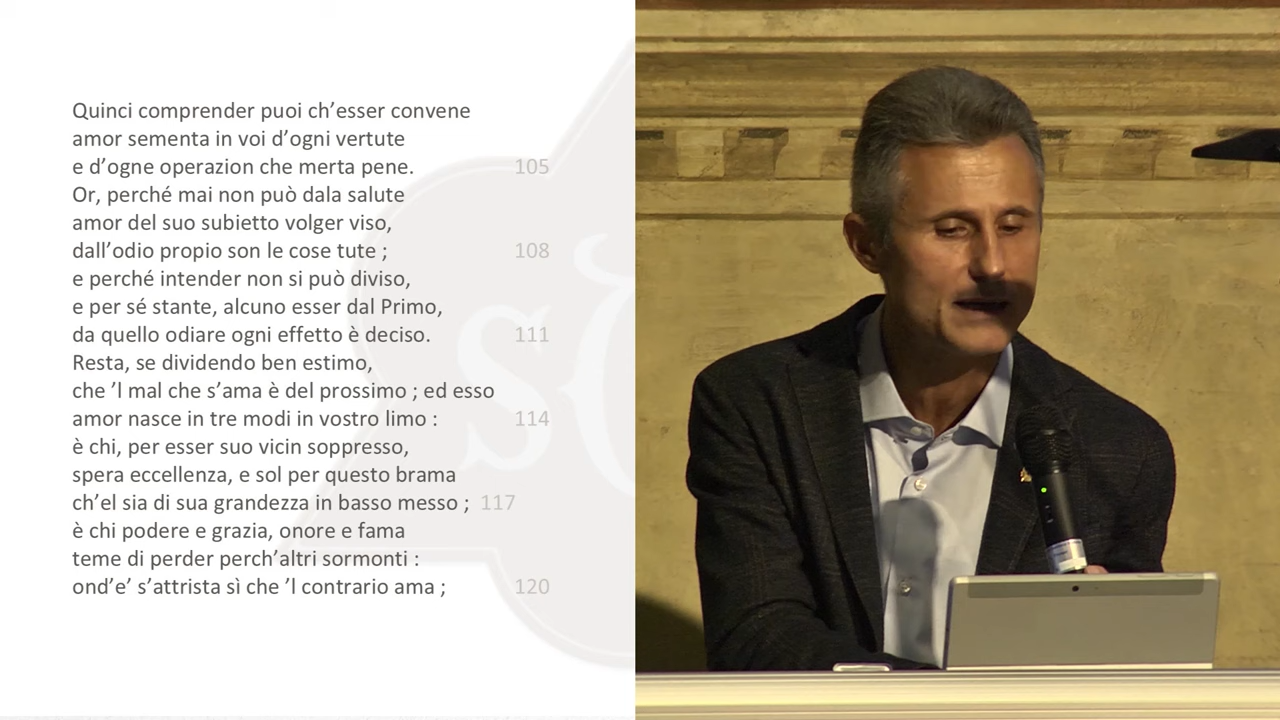 Quinci comprender puoi ch’esser convene
amor sementa in voi d’ogni vertute
e d’ogne operazion che merta pene. 105
Or, perché mai non può dala salute
amor del suo subietto volger viso,
dall’odio propio son le cose tute ; 108
e perché intender non si può diviso,
e per sé stante, alcuno esser dal Primo,
da quello odiare ogni effetto è deciso. 111
Resta, se dividendo ben estimo,
che ’l mal che s’ama è del prossimo ; ed esso
amor nasce in tre modi in vostro limo : 114
è chi, per esser suo vicin soppresso,
spera eccellenza, e sol per questo brama
ch’el sia di sua grandezza in basso messo ; 117
è chi podere e grazia, onore e fama
teme di perder perch’altri sormonti :
ond’e’ s’attrista sì che ’l contrario ama ; 120